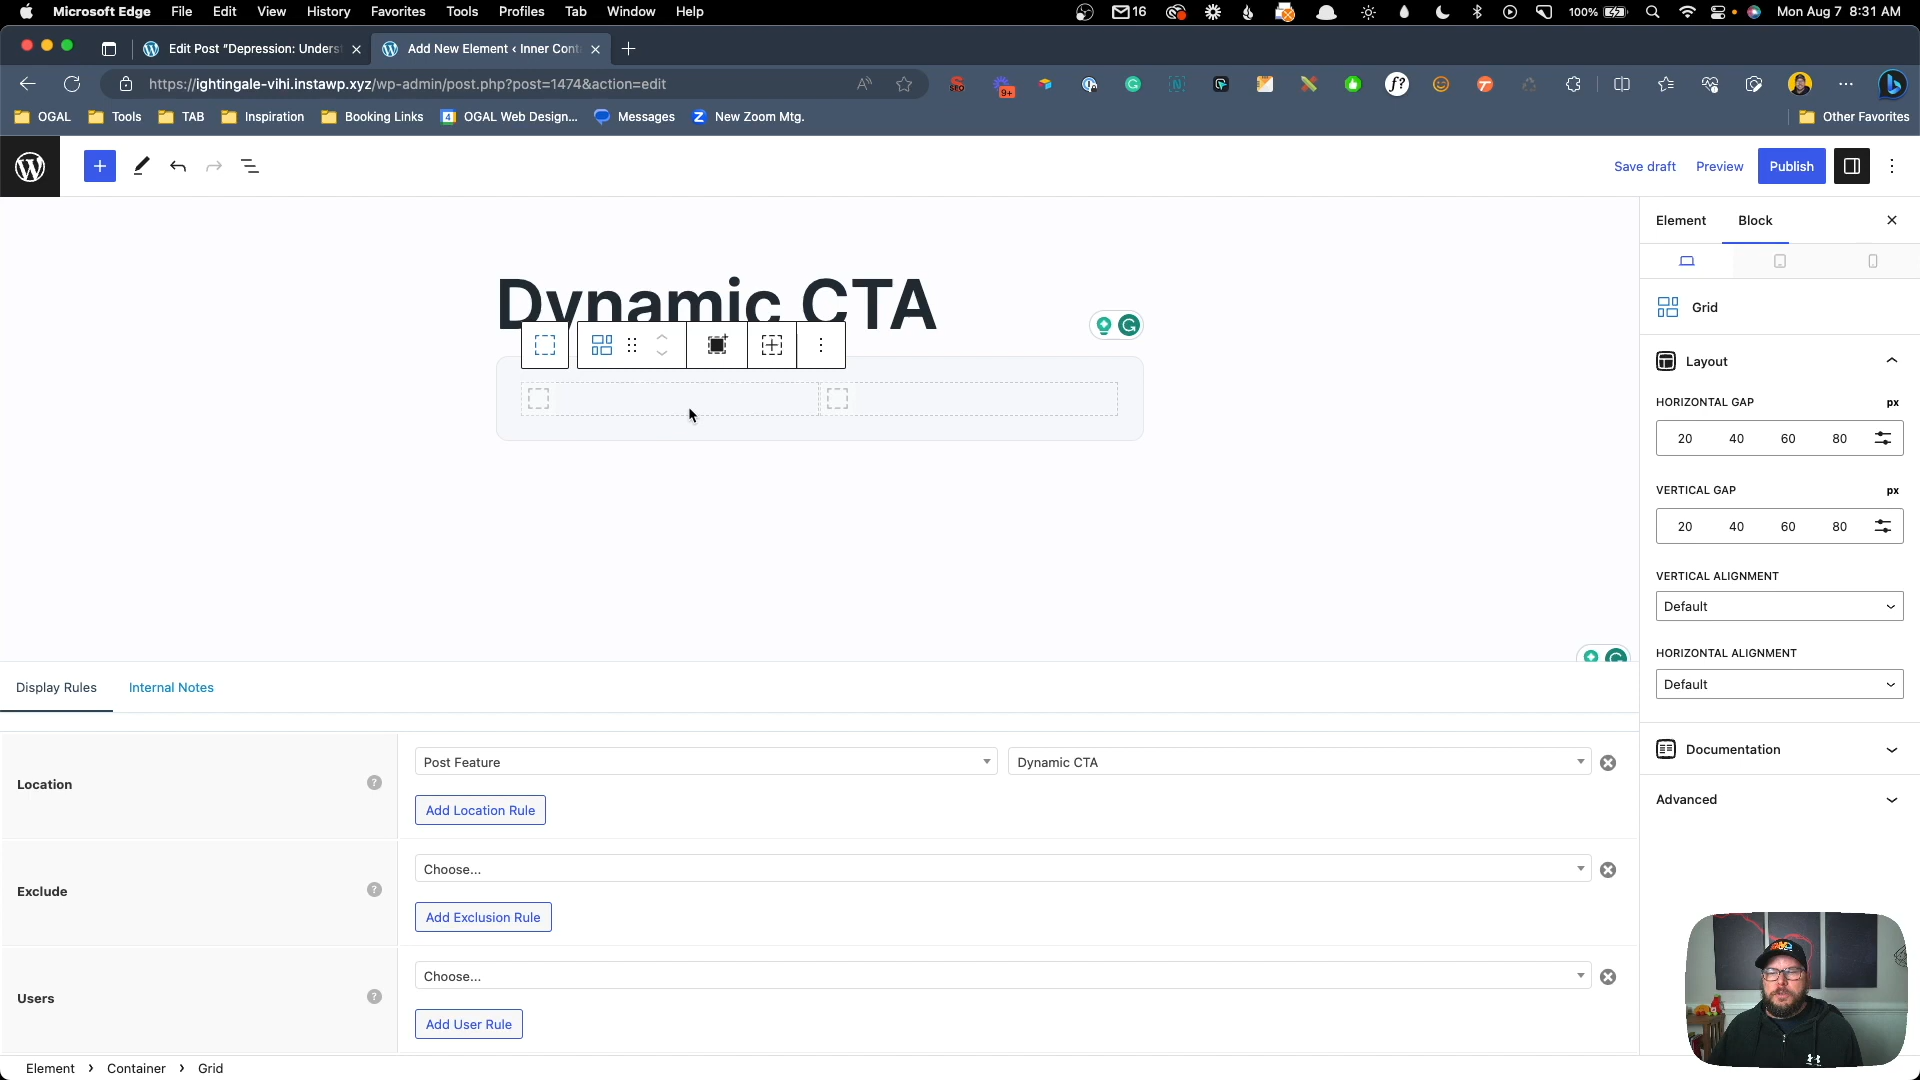 Microsoft Edge File Edit View History Favorites Tools Profiles Tab Window Help 16 100% Mon Aug 7 8:31 AM
Edit Post "Depression: Underst Add New Element ‹ Inner Cont
https://ightingale-vihi.instawp.xyz/wp-admin/post.php?post=1474&action=edit
SEO 9+ f?
OGAL Tools TAB Inspiration Booking Links OGAL Web Design... Messages New Zoom Mtg. Other Favorites
Save draft Preview Publish
Element Block
Dynamic CTA
Grid
Layout
HORIZONTAL GAP px
20 40 60 80
VERTICAL GAP px
20 40 60 80
VERTICAL ALIGNMENT
Default
HORIZONTAL ALIGNMENT
Default
Display Rules Internal Notes
Documentation
Location Post Feature Dynamic CTA
Add Location Rule
Advanced
Exclude Choose...
Add Exclusion Rule
Users Choose...
Add User Rule
Element › Container › Grid